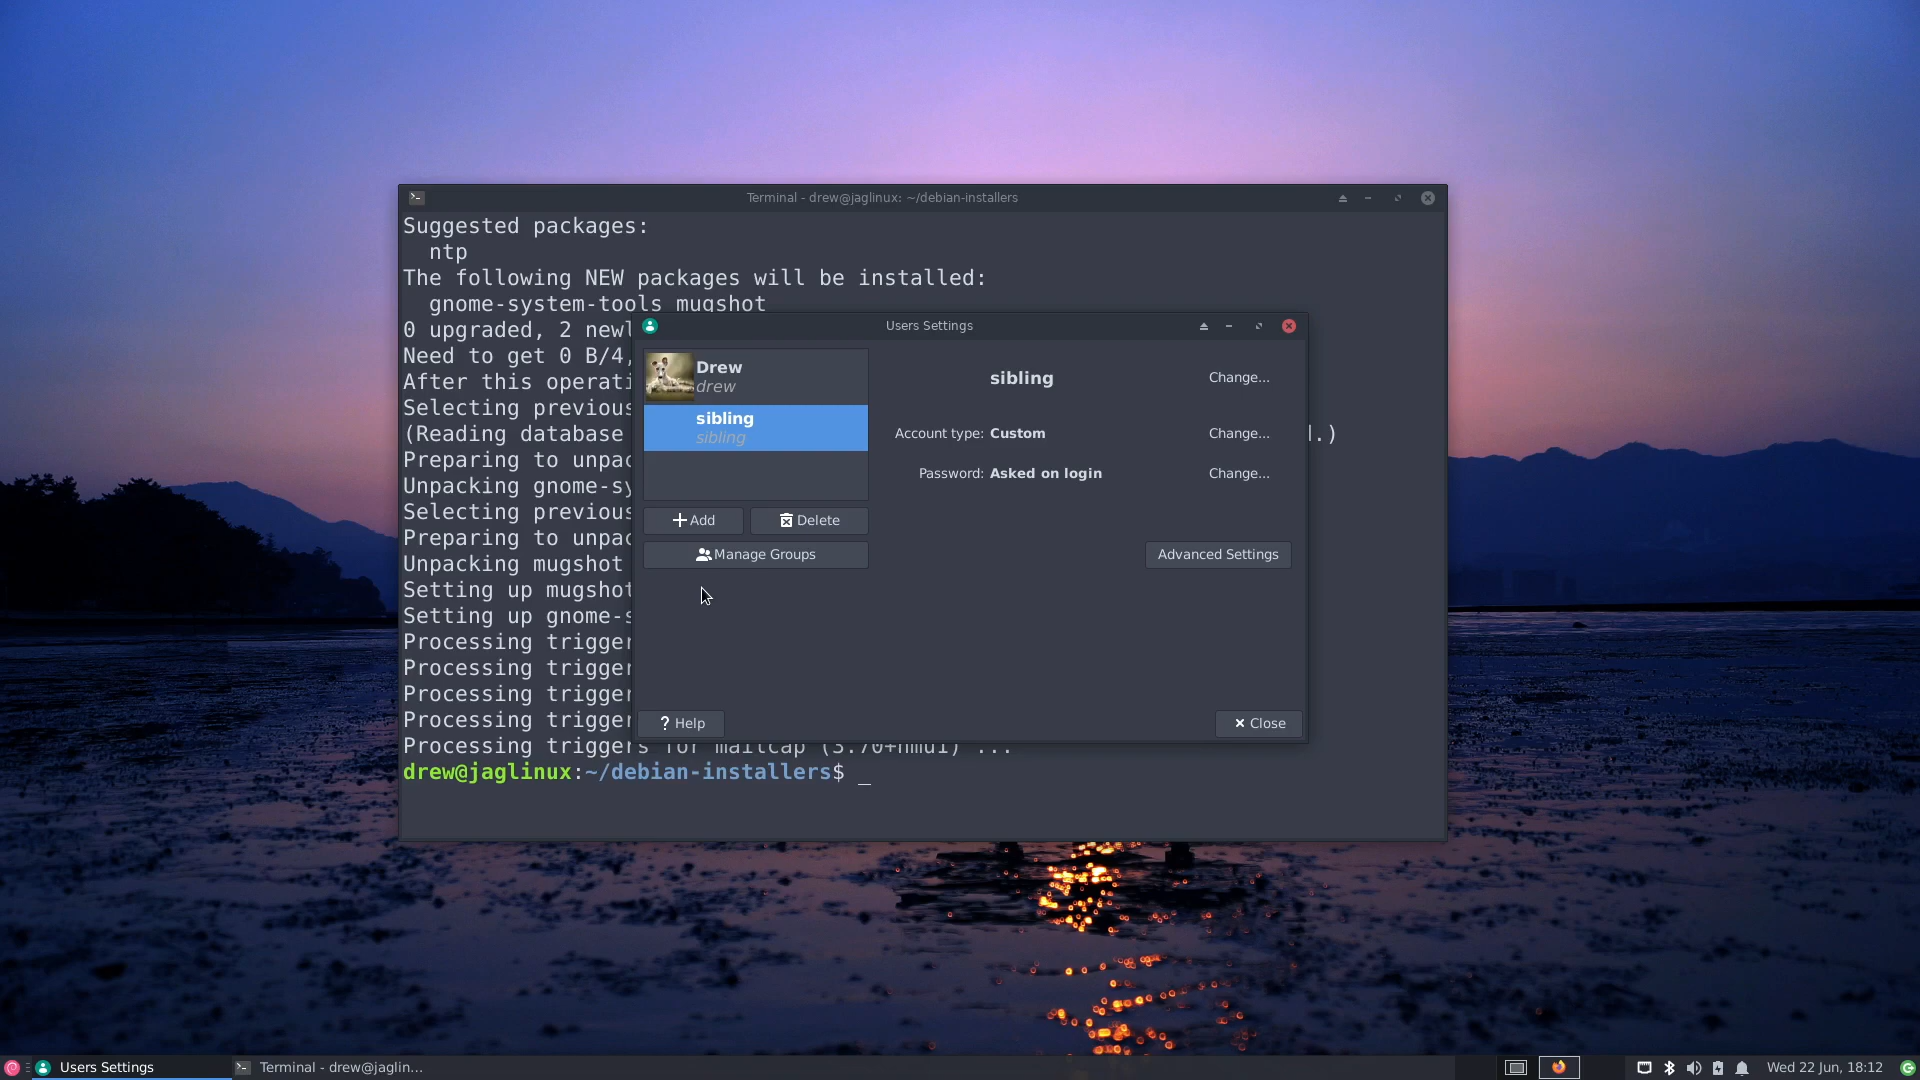 Terminal - drew@jaglinux: ~/debian-installers
Suggested packages:
ntp
The following NEW packages will be installed:
gnome-system-tools mugshot
0 upgraded, 2 newl
Need to get 0 B/4,
After this operati
Selecting previous
(Reading database
.)
Preparing to unpac
Unpacking gnome-sy
Selecting previous
Preparing to unpac
Unpacking mugshot
Setting up mugshot
Setting up gnome-s
Processing trigger
Processing trigger
Processing trigger
Processing trigger
Processing triggers for mailcap (3.70+nmu1) ...
drew@jaglinux:~/debian-installers$ _
Users Settings
Drew
drew
sibling
sibling
Add
Delete
Manage Groups
sibling
Change...
Account type: Custom
Change...
Password: Asked on login
Change...
Advanced Settings
? Help
Close
Users Settings
Terminal - drew@jaglin...
Wed 22 Jun, 18:12